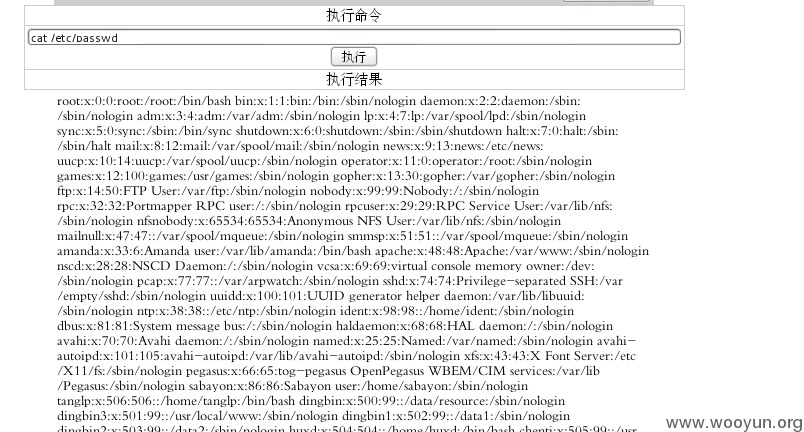 执行命令
cat /etc/passwd
执行
执行结果
root:x:0:0:root:/root:/bin/bash bin:x:1:1:bin:/bin:/sbin/nologin daemon:x:2:2:daemon:/sbin:
/sbin/nologin adm:x:3:4:adm:/var/adm:/sbin/nologin lp:x:4:7:lp:/var/spool/lpd:/sbin/nologin
sync:x:5:0:sync:/sbin:/bin/sync shutdown:x:6:0:shutdown:/sbin:/sbin/shutdown halt:x:7:0:halt:/sbin:
/sbin/halt mail:x:8:12:mail:/var/spool/mail:/sbin/nologin news:x:9:13:news:/etc/news:
uucp:x:10:14:uucp:/var/spool/uucp:/sbin/nologin operator:x:11:0:operator:/root:/sbin/nologin
games:x:12:100:games:/usr/games:/sbin/nologin gopher:x:13:30:gopher:/var/gopher:/sbin/nologin
ftp:x:14:50:FTP User:/var/ftp:/sbin/nologin nobody:x:99:99:Nobody:/:/sbin/nologin
rpc:x:32:32:Portmapper RPC user:/:/sbin/nologin rpcuser:x:29:29:RPC Service User:/var/lib/nfs:
/sbin/nologin nfsnobody:x:65534:65534:Anonymous NFS User:/var/lib/nfs:/sbin/nologin
mailnull:x:47:47::/var/spool/mqueue:/sbin/nologin smmsp:x:51:51::/var/spool/mqueue:/sbin/nologin
amanda:x:33:6:Amanda user:/var/lib/amanda:/bin/bash apache:x:48:48:Apache:/var/www:/sbin/nologin
nscd:x:28:28:NSCD Daemon:/:/sbin/nologin vcsa:x:69:69:virtual console memory owner:/dev:
/sbin/nologin pcap:x:77:77::/var/arpwatch:/sbin/nologin sshd:x:74:74:Privilege-separated SSH:/var
/empty/sshd:/sbin/nologin uuidd:x:100:101:UUID generator helper daemon:/var/lib/libuuid:
/sbin/nologin ntp:x:38:38::/etc/ntp:/sbin/nologin ident:x:98:98::/home/ident:/sbin/nologin
dbus:x:81:81:System message bus:/:/sbin/nologin haldaemon:x:68:68:HAL daemon:/:/sbin/nologin
avahi:x:70:70:Avahi daemon:/:/sbin/nologin named:x:25:25:Named:/var/named:/sbin/nologin avahi-
autoipd:x:101:105:avahi-autoipd:/var/lib/avahi-autoipd:/sbin/nologin xfs:x:43:43:X Font Server:/etc
/X11/fs:/sbin/nologin pegasus:x:66:65:tog-pegasus OpenPegasus WBEM/CIM services:/var/lib
/Pegasus:/sbin/nologin sabayon:x:86:86:Sabayon user:/home/sabayon:/sbin/nologin
tanglp:x:506:506::/home/tanglp:/bin/bash dingbin:x:500:99::/data/resource:/sbin/nologin
dingbin3:x:501:99::/usr/local/www:/sbin/nologin dingbin1:x:502:99::/data1:/sbin/nologin
dingbin2:x:503:99::/data2:/sbin/nologin huxd:x:504:504::/home/huxd:/bin/bash chenti:x:505:99::/usr
www.wooyun.org